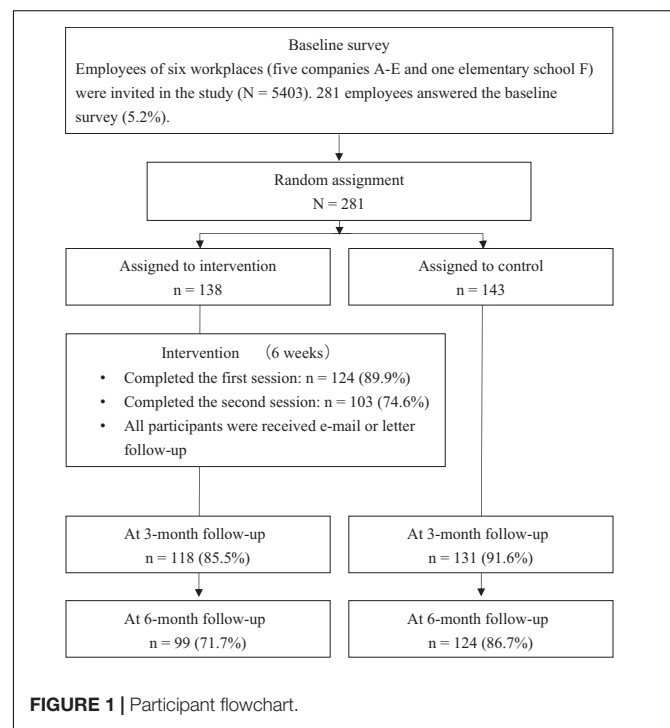 Baseline survey
Employees of six workplaces (five companies A-E and one elementary school F)
were invited in the study (N = 5403). 281 employees answered the baseline
survey (5.2%).
Random assignment
N = 281
Assigned to intervention
n = 138
Assigned to control
n = 143
Intervention （6 weeks）
• Completed the first session: n = 124 (89.9%)
• Completed the second session: n = 103 (74.6%)
• All participants were received e-mail or letter
follow-up
At 3-month follow-up
n = 118 (85.5%)
At 3-month follow-up
n = 131 (91.6%)
At 6-month follow-up
n = 99 (71.7%)
At 6-month follow-up
n = 124 (86.7%)
FIGURE 1 | Participant flowchart.